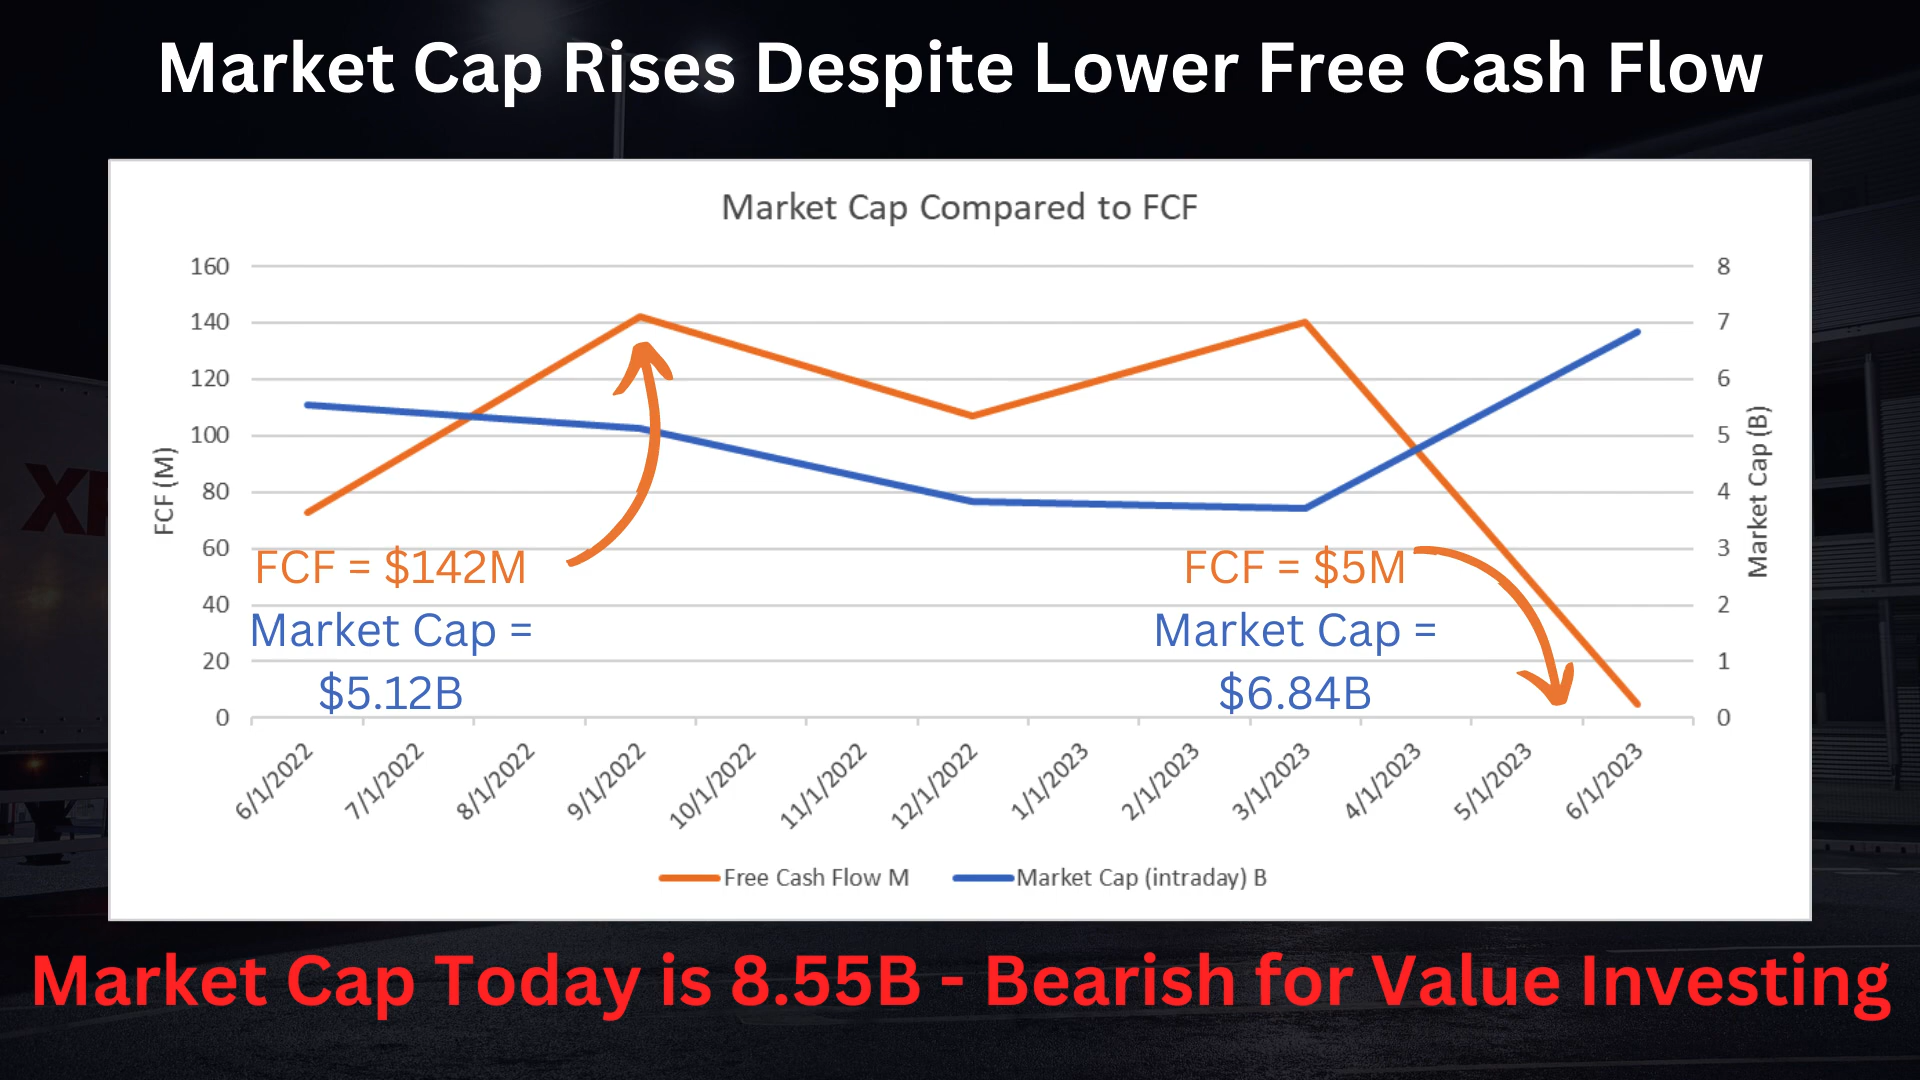 Market Cap Rises Despite Lower Free Cash Flow
Market Cap Compared to FCF
160
140
120
100
80
60
40
20
0
FCF (M)
8
7
6
5
4
3
2
1
0
Market Cap (B)
FCF = $142M
Market Cap =
$5.12B
FCF = $5M
Market Cap =
$6.84B
6/1/2022
7/1/2022
8/1/2022
9/1/2022
10/1/2022
11/1/2022
12/1/2022
1/1/2023
2/1/2023
3/1/2023
4/1/2023
5/1/2023
6/1/2023
Free Cash Flow M
Market Cap (intraday) B
Market Cap Today is 8.55B - Bearish for Value Investing